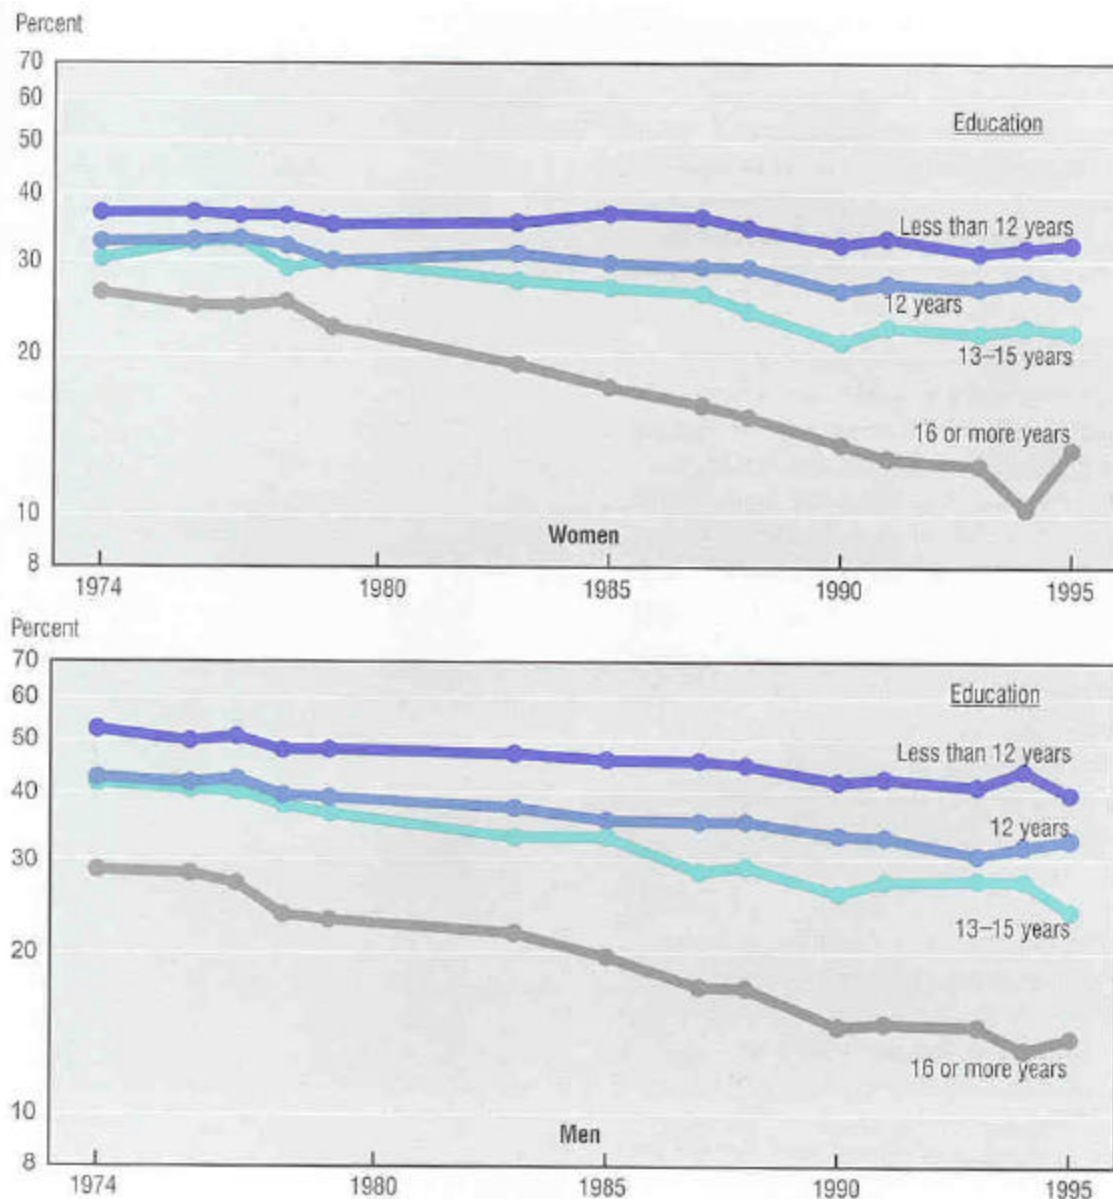 Percent
70
60
50
40
30
20
10
8
Education
Less than 12 years
12 years
13–15 years
16 or more years
Women
1974 1980 1985 1990 1995
Percent
70
60
50
40
30
20
10
8
Education
Less than 12 years
12 years
13–15 years
16 or more years
Men
1974 1980 1985 1990 1995